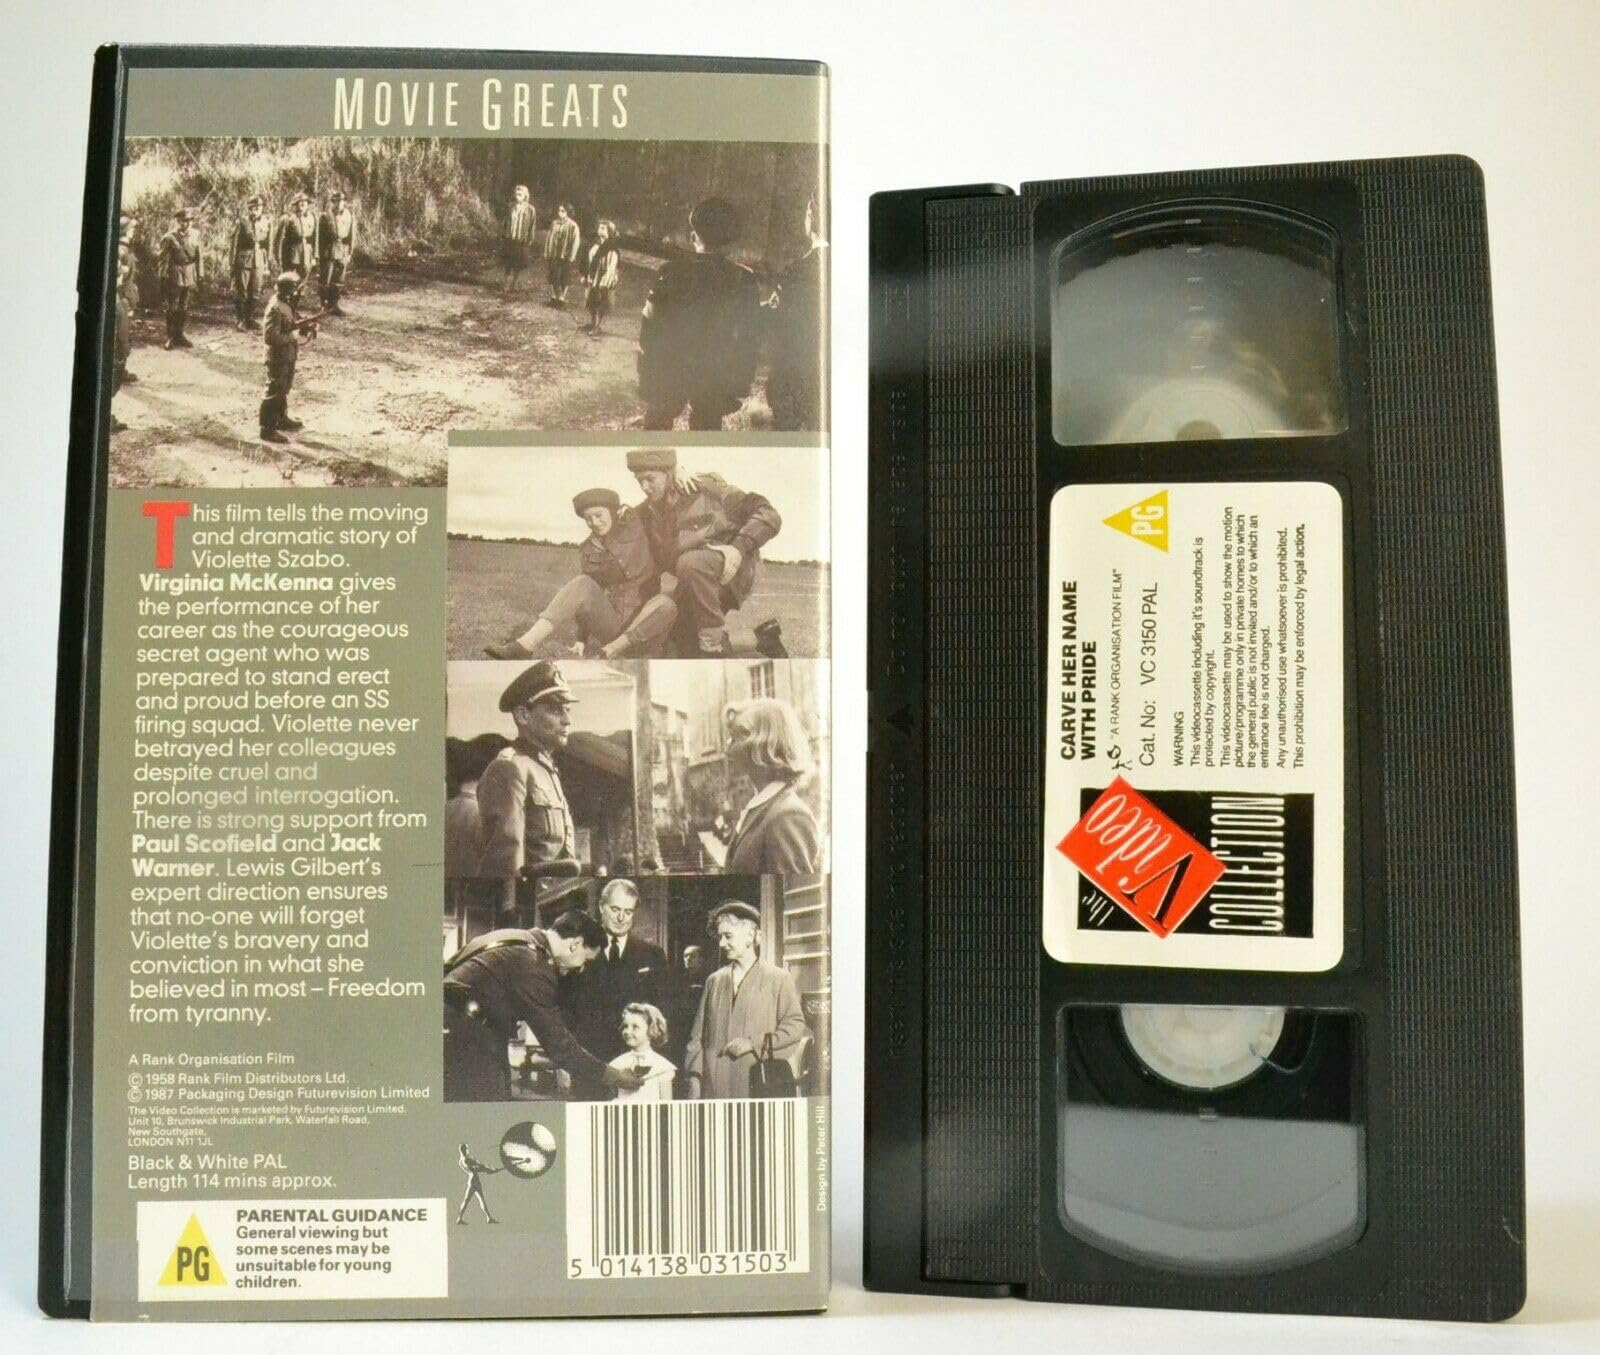 MOVIE GREATS
This film tells the moving
and dramatic story of
Violette Szabo.
Virginia McKenna gives
the performance of her
career as the courageous
secret agent who was
prepared to stand erect
and proud before an SS
firing squad. Violette never
betrayed her colleagues
despite cruel and
prolonged interrogation.
There is strong support from
Paul Scofield and Jack
Warner. Lewis Gilbert's
expert direction ensures
that no-one will forget
Violette's bravery and
conviction in what she
believed in most – Freedom
from tyranny.
A Rank Organisation Film
© 1958 Rank Film Distributors Ltd.
© 1987 Packaging Design Futurevision Limited
The Video Collection is marketed by Futurevision Limited.
Unit 10, Brunswick Industrial Park, Waterfall Road,
New Southgate,
LONDON N11 1JL
Black & White PAL
Length 114 mins approx.
PG
PARENTAL GUIDANCE
General viewing but
some scenes may be
unsuitable for young
children.
5 014138 031503
Design by Peter Hill
CARVE HER NAME
WITH PRIDE
PG
"A RANK ORGANISATION FILM"
Cat. No: VC 3150 PAL
WARNING
This videocassette including it's soundtrack is
protected by copyright.
This videocassette may be used to show the motion
picture/programme only in private homes to which
the general public is not invited and/or to which an
entrance fee is not charged.
Any unauthorised use whatsoever is prohibited.
This prohibition may be enforced by legal action.
the
Video
COLLECTION